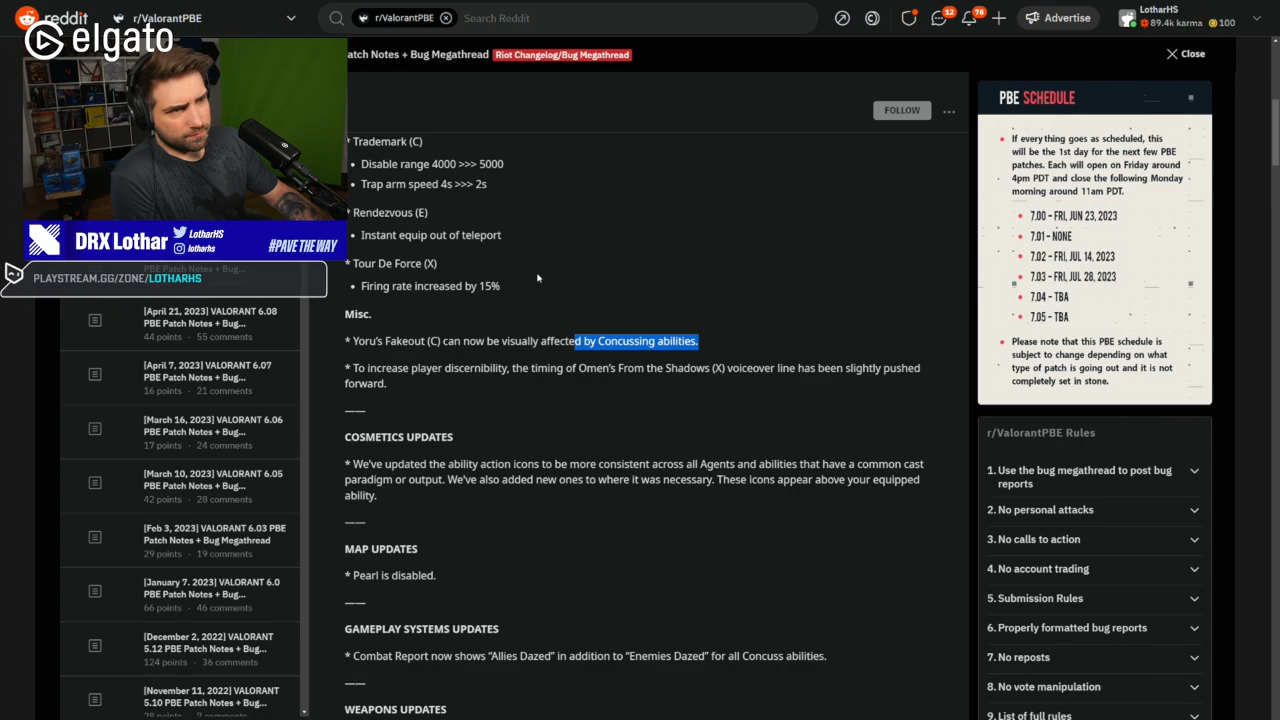 reddit
r/ValorantPBE
r/ValorantPBE
Search Reddit
12
78
Advertise
LotharHS
89.4k karma
100
elgato
atch Notes + Bug Megathread
Riot Changelog/Bug Megathread
Close
FOLLOW
* Trademark (C)
• Disable range 4000 >>> 5000
• Trap arm speed 4s >>> 2s
* Rendezvous (E)
• Instant equip out of teleport
* Tour De Force (X)
• Firing rate increased by 15%
Misc.
* Yoru's Fakeout (C) can now be visually affected by Concussing abilities.
* To increase player discernibility, the timing of Omen's From the Shadows (X) voiceover line has been slightly pushed
forward.
——
COSMETICS UPDATES
* We've updated the ability action icons to be more consistent across all Agents and abilities that have a common cast
paradigm or output. We've also added new ones to where it was necessary. These icons appear above your equipped
ability.
——
MAP UPDATES
* Pearl is disabled.
——
GAMEPLAY SYSTEMS UPDATES
* Combat Report now shows “Allies Dazed” in addition to “Enemies Dazed” for all Concuss abilities.
——
WEAPONS UPDATES
DRX Lothar
LotharHS
lotharhs
#PAVE THE WAY
PLAYSTREAM.GG/ZONE/LOTHARHS
PBE Patch Notes + Bug...
[April 21, 2023] VALORANT 6.08
PBE Patch Notes + Bug...
44 points · 55 comments
[April 7, 2023] VALORANT 6.07
PBE Patch Notes + Bug...
16 points · 21 comments
[March 16, 2023] VALORANT 6.06
PBE Patch Notes + Bug...
17 points · 24 comments
[March 10, 2023] VALORANT 6.05
PBE Patch Notes + Bug...
42 points · 28 comments
[Feb 3, 2023] VALORANT 6.03 PBE
Patch Notes + Bug Megathread
29 points · 19 comments
[January 7. 2023] VALORANT 6.0
PBE Patch Notes + Bug...
66 points · 46 comments
[December 2, 2022] VALORANT
5.12 PBE Patch Notes + Bug...
124 points · 36 comments
[November 11, 2022] VALORANT
5.10 PBE Patch Notes + Bug...
PBE SCHEDULE
• If everything goes as scheduled, this
will be the 1st day for the next few PBE
patches. Each will open on Friday around
4pm PDT and close the following Monday
morning around 11am PDT.
• 7.00 - FRI, JUN 23, 2023
• 7.01 - NONE
• 7.02 - FRI, JUL 14, 2023
• 7.03 - FRI, JUL 28, 2023
• 7.04 - TBA
• 7.05 - TBA
• Please note that this PBE schedule is
subject to change depending on what
type of patch is going out and it is not
completely set in stone.
r/ValorantPBE Rules
1. Use the bug megathread to post bug
reports
2. No personal attacks
3. No calls to action
4. No account trading
5. Submission Rules
6. Properly formatted bug reports
7. No reposts
8. No vote manipulation
9. List of full rules